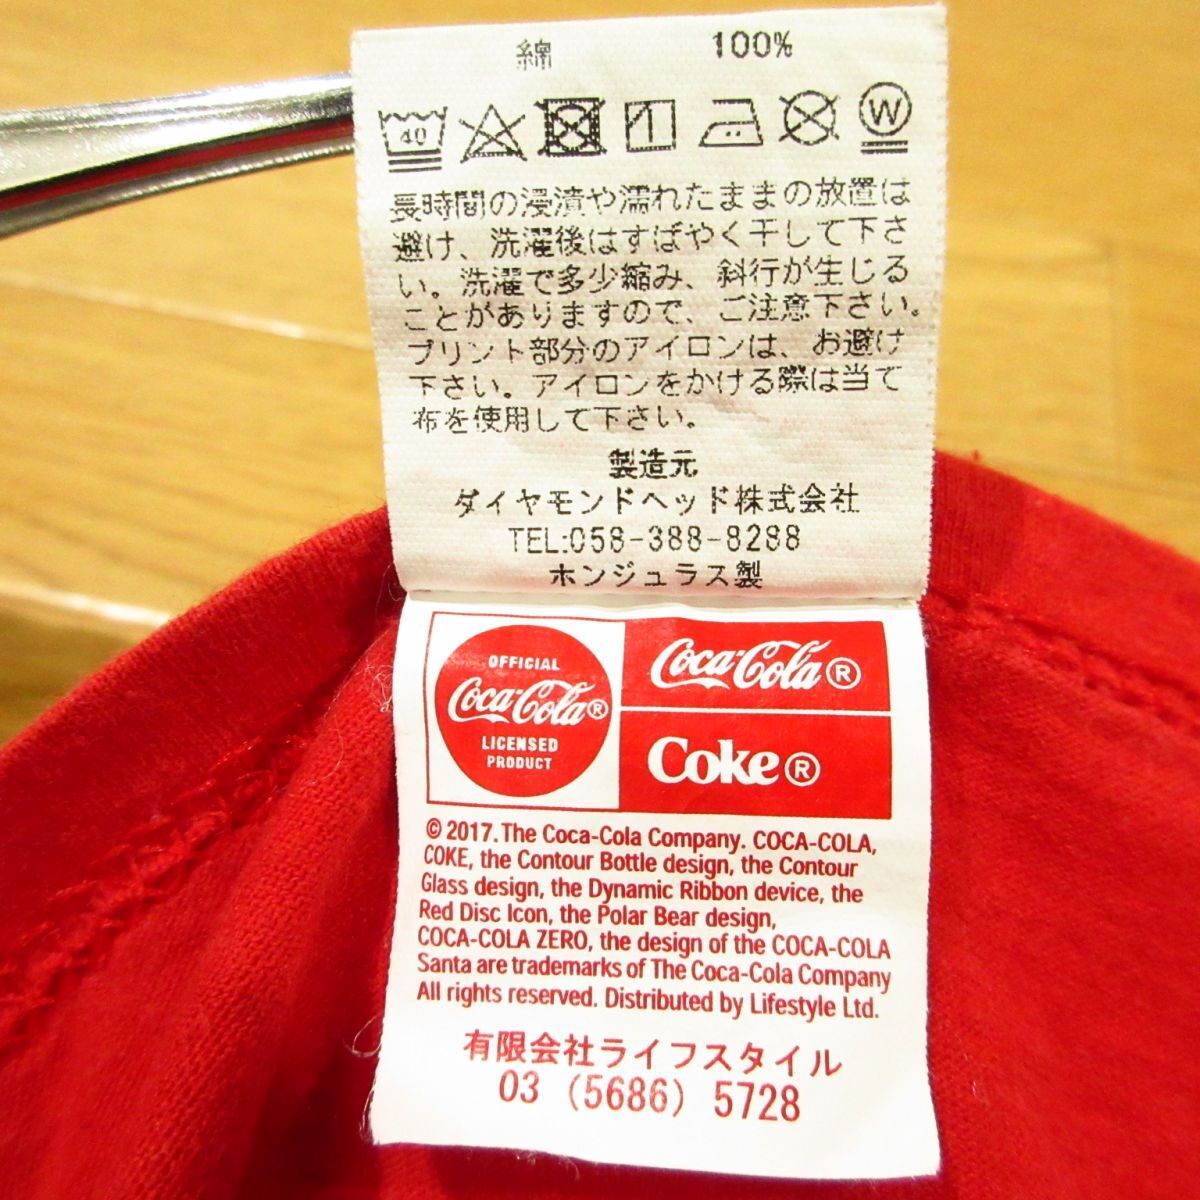 綿 100%
40 W
長時間の浸漬や濡れたままの放置は
避け、洗濯後はすばやく干して下さ
い。洗濯で多少縮み、斜行が生じる
ことがありますので、ご注意下さい。
プリント部分のアイロンは、お避け
下さい。アイロンをかける際は当て
布を使用して下さい。
製造元
ダイヤモンドヘッド株式会社
TEL:058-388-8288
ホンジュラス製
OFFICIAL
Coca-Cola®
LICENSED
PRODUCT
Coca-Cola®
Coke®
© 2017.The Coca-Cola Company. COCA-COLA,
COKE, the Contour Bottle design, the Contour
Glass design, the Dynamic Ribbon device, the
Red Disc Icon, the Polar Bear design,
COCA-COLA ZERO, the design of the COCA-COLA
Santa are trademarks of The Coca-Cola Company
All rights reserved. Distributed by Lifestyle Ltd.
有限会社ライフスタイル
03（5686）5728